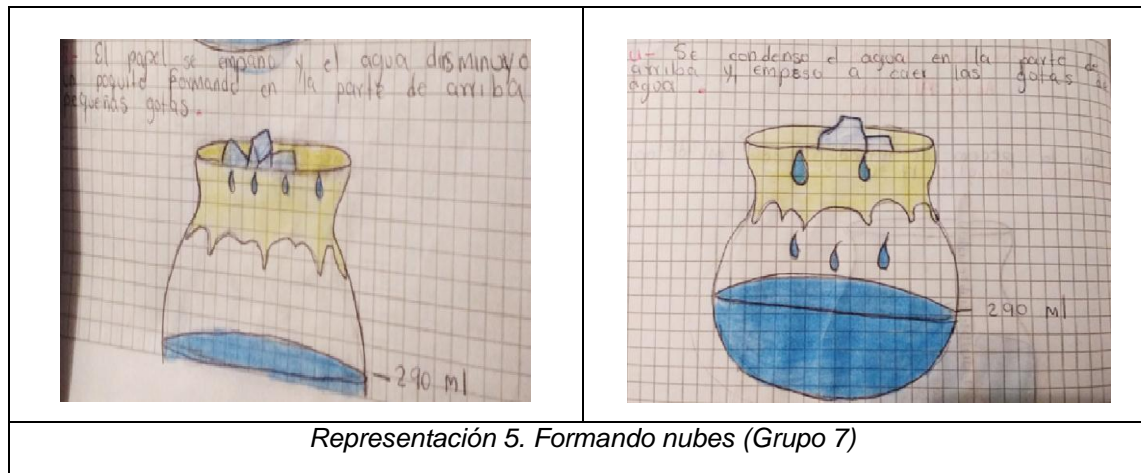 - El papel se empaña y el agua disminuyo
poquito formando en la parte de arriba
pequeñas gotas.
290 ml
4- Se condenso el agua en la parte de
arriba y empeso a caer las gotas de
agua.
290 ml
Representación 5. Formando nubes (Grupo 7)